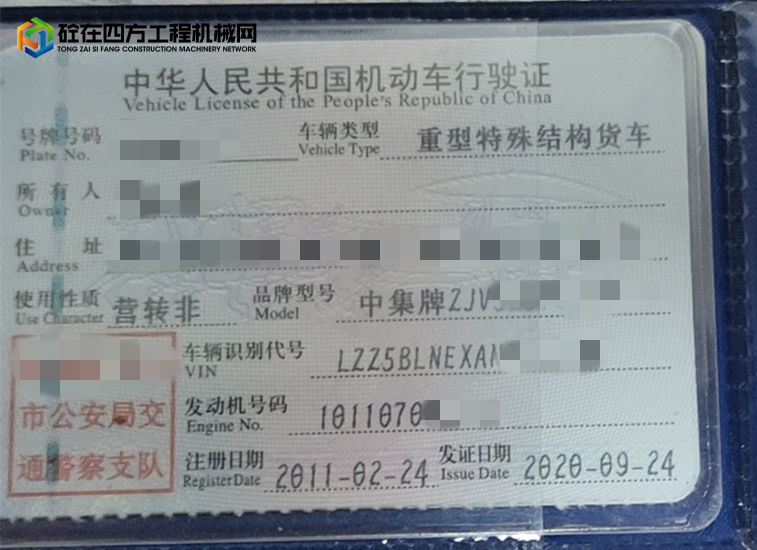 砼在四方工程机械网
TONG ZAI SI FANG CONSTRUCTION MACHINERY NETWORK
中华人民共和国机动车行驶证
Vehicle License of the People's Republic of China
号牌号码 车辆类型 重型特殊结构货车
Plate No. Vehicle Type
所有人
Owner
住址
Address
使用性质 营转非 品牌型号 中集牌ZJV
Use Character Model
车辆识别代号 LZZ5BLNEXA
VIN
市公安局交
通警察支队
发动机号码 1011070
Engine No.
注册日期 2011-02-24 发证日期 2020-09-24
Register Date Issue Date